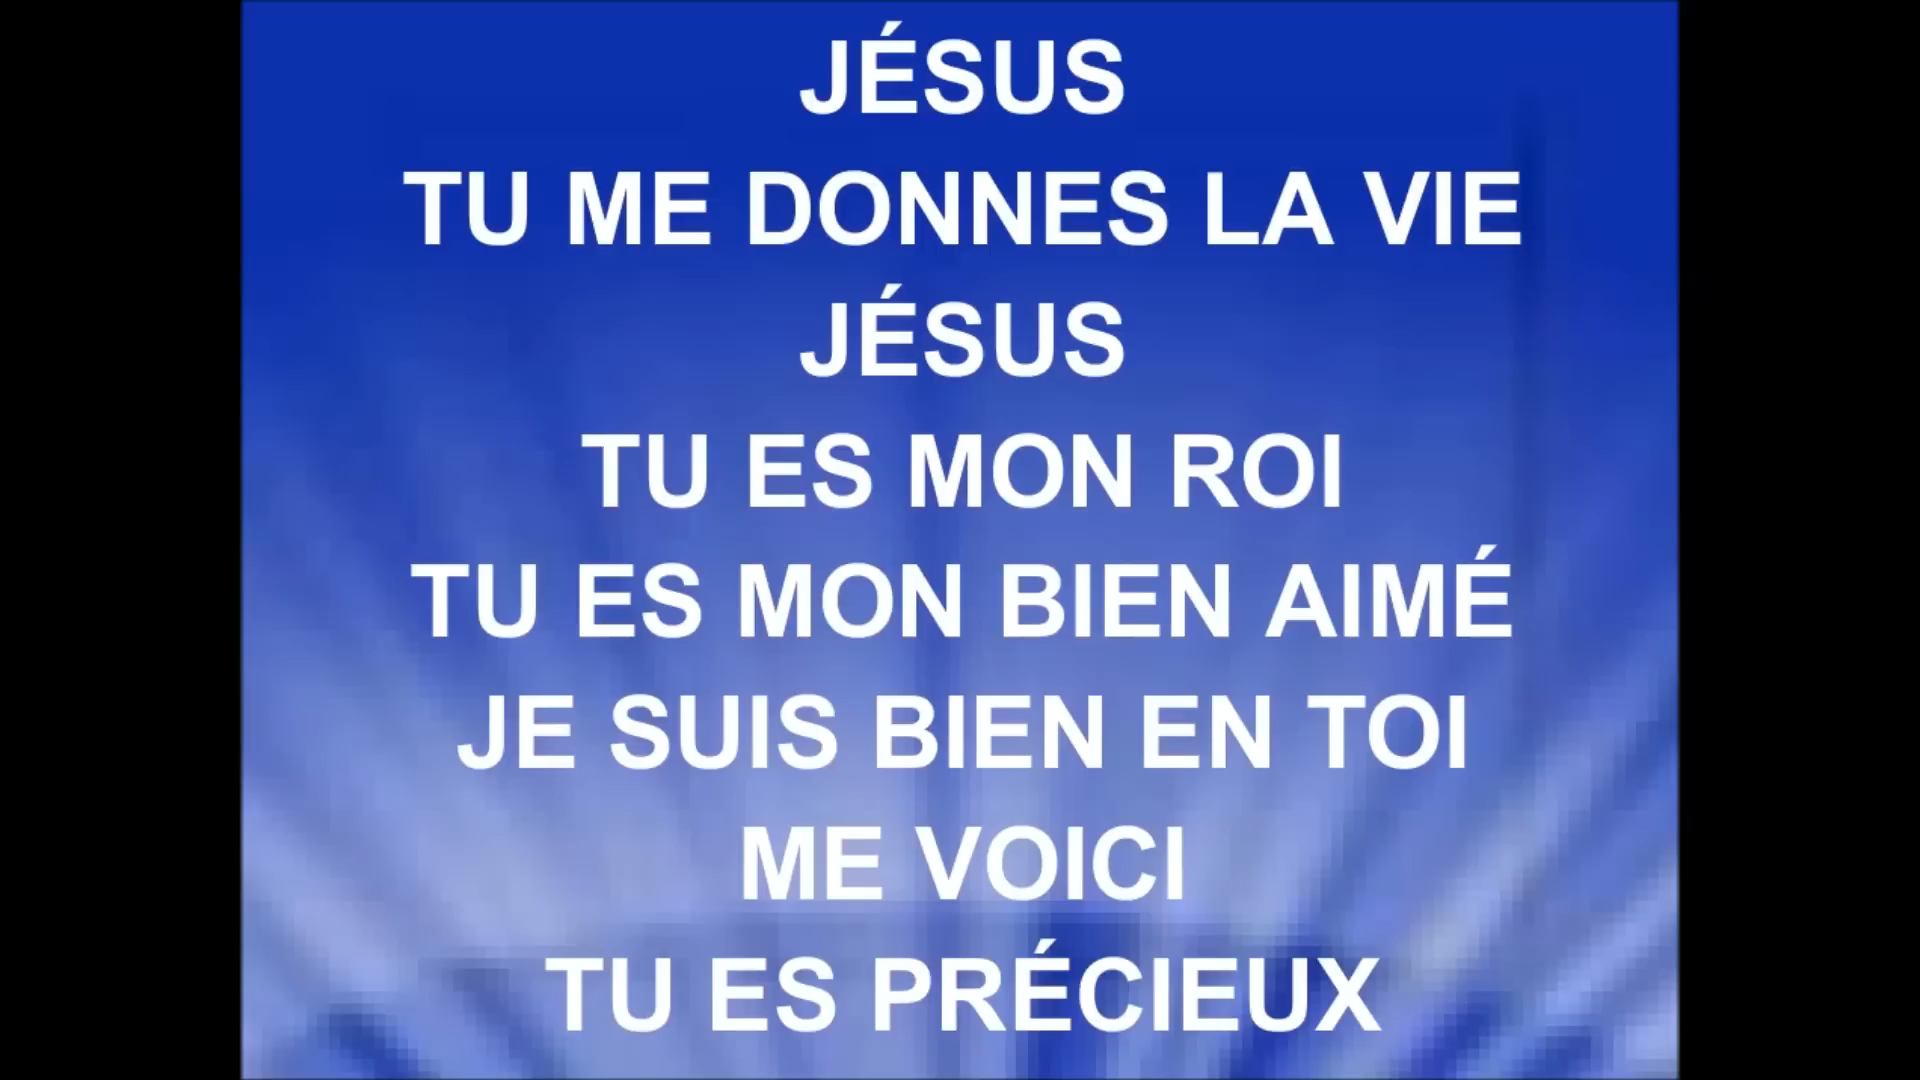 JÉSUS
TU ME DONNES LA VIE
JÉSUS
TU ES MON ROI
TU ES MON BIEN AIMÉ
JE SUIS BIEN EN TOI
ME VOICI
TU ES PRÉCIEUX